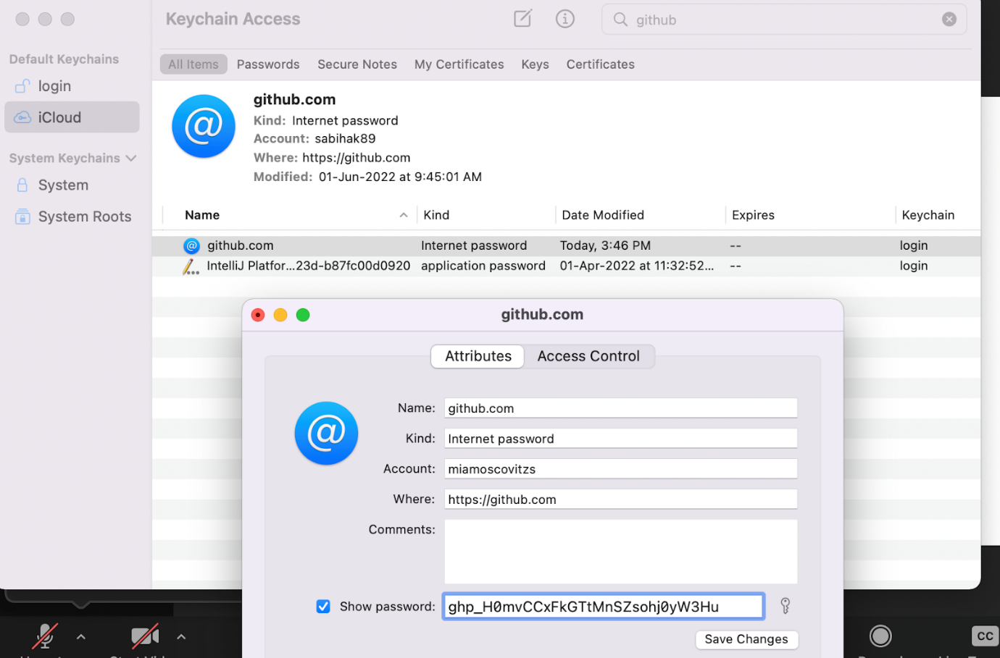 Keychain Access
github
Default Keychains
login
iCloud
System Keychains
System
System Roots
All Items Passwords Secure Notes My Certificates Keys Certificates
github.com
Kind: Internet password
Account: sabihak89
Where: https://github.com
Modified: 01-Jun-2022 at 9:45:01 AM
Name Kind Date Modified Expires Keychain
github.com Internet password Today, 3:46 PM -- login
IntelliJ Platfor...23d-b87fc00d0920 application password 01-Apr-2022 at 11:32:52... -- login
github.com
Attributes Access Control
Name: github.com
Kind: Internet password
Account: miamoscovitzs
Where: https://github.com
Comments:
Show password: ghp_H0mvCCxFkGTtMnSZsohj0yW3Hu
Save Changes
CC